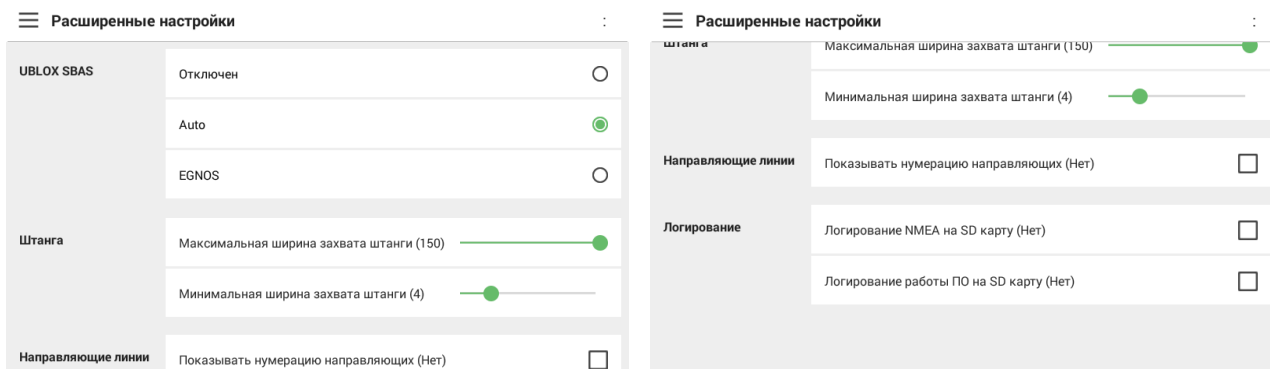 Расширенные настройки
:
UBLOX SBAS
Отключен
Auto
EGNOS
Штанга
Максимальная ширина захвата штанги (150)
Минимальная ширина захвата штанги (4)
Направляющие линии
Показывать нумерацию направляющих (Нет)
Расширенные настройки
:
Штанга
Максимальная ширина захвата штанги (150)
Минимальная ширина захвата штанги (4)
Направляющие линии
Показывать нумерацию направляющих (Нет)
Логирование
Логирование NMEA на SD карту (Нет)
Логирование работы ПО на SD карту (Нет)